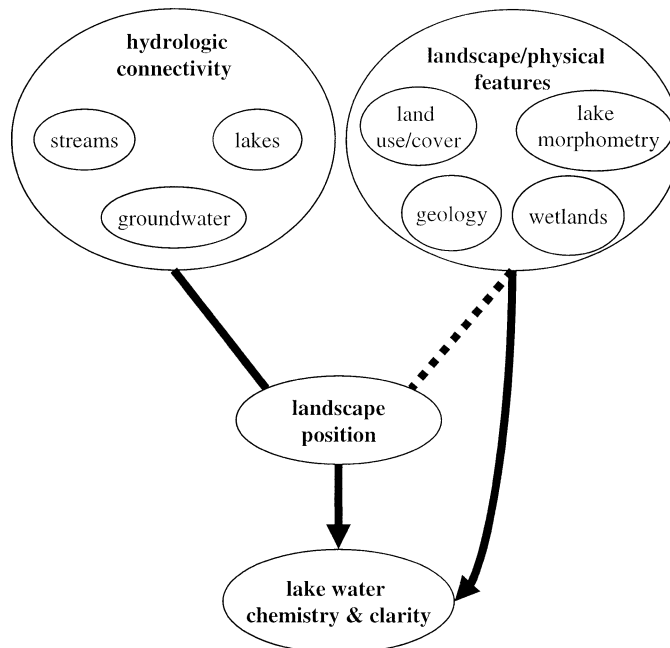 hydrologic
connectivity
streams
lakes
groundwater
landscape/physical
features
land
use/cover
lake
morphometry
geology
wetlands
landscape
position
lake water
chemistry & clarity